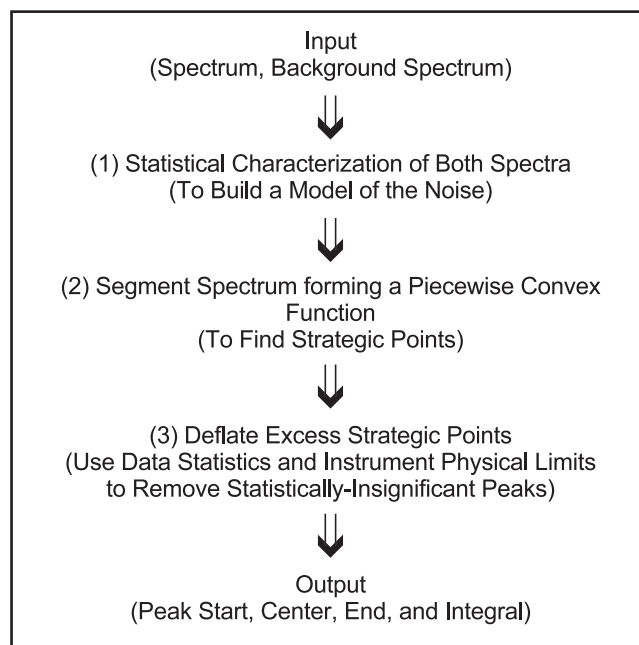 Input
(Spectrum, Background Spectrum)
(1) Statistical Characterization of Both Spectra
(To Build a Model of the Noise)
(2) Segment Spectrum forming a Piecewise Convex
Function
(To Find Strategic Points)
(3) Deflate Excess Strategic Points
(Use Data Statistics and Instrument Physical Limits
to Remove Statistically-Insignificant Peaks)
Output
(Peak Start, Center, End, and Integral)